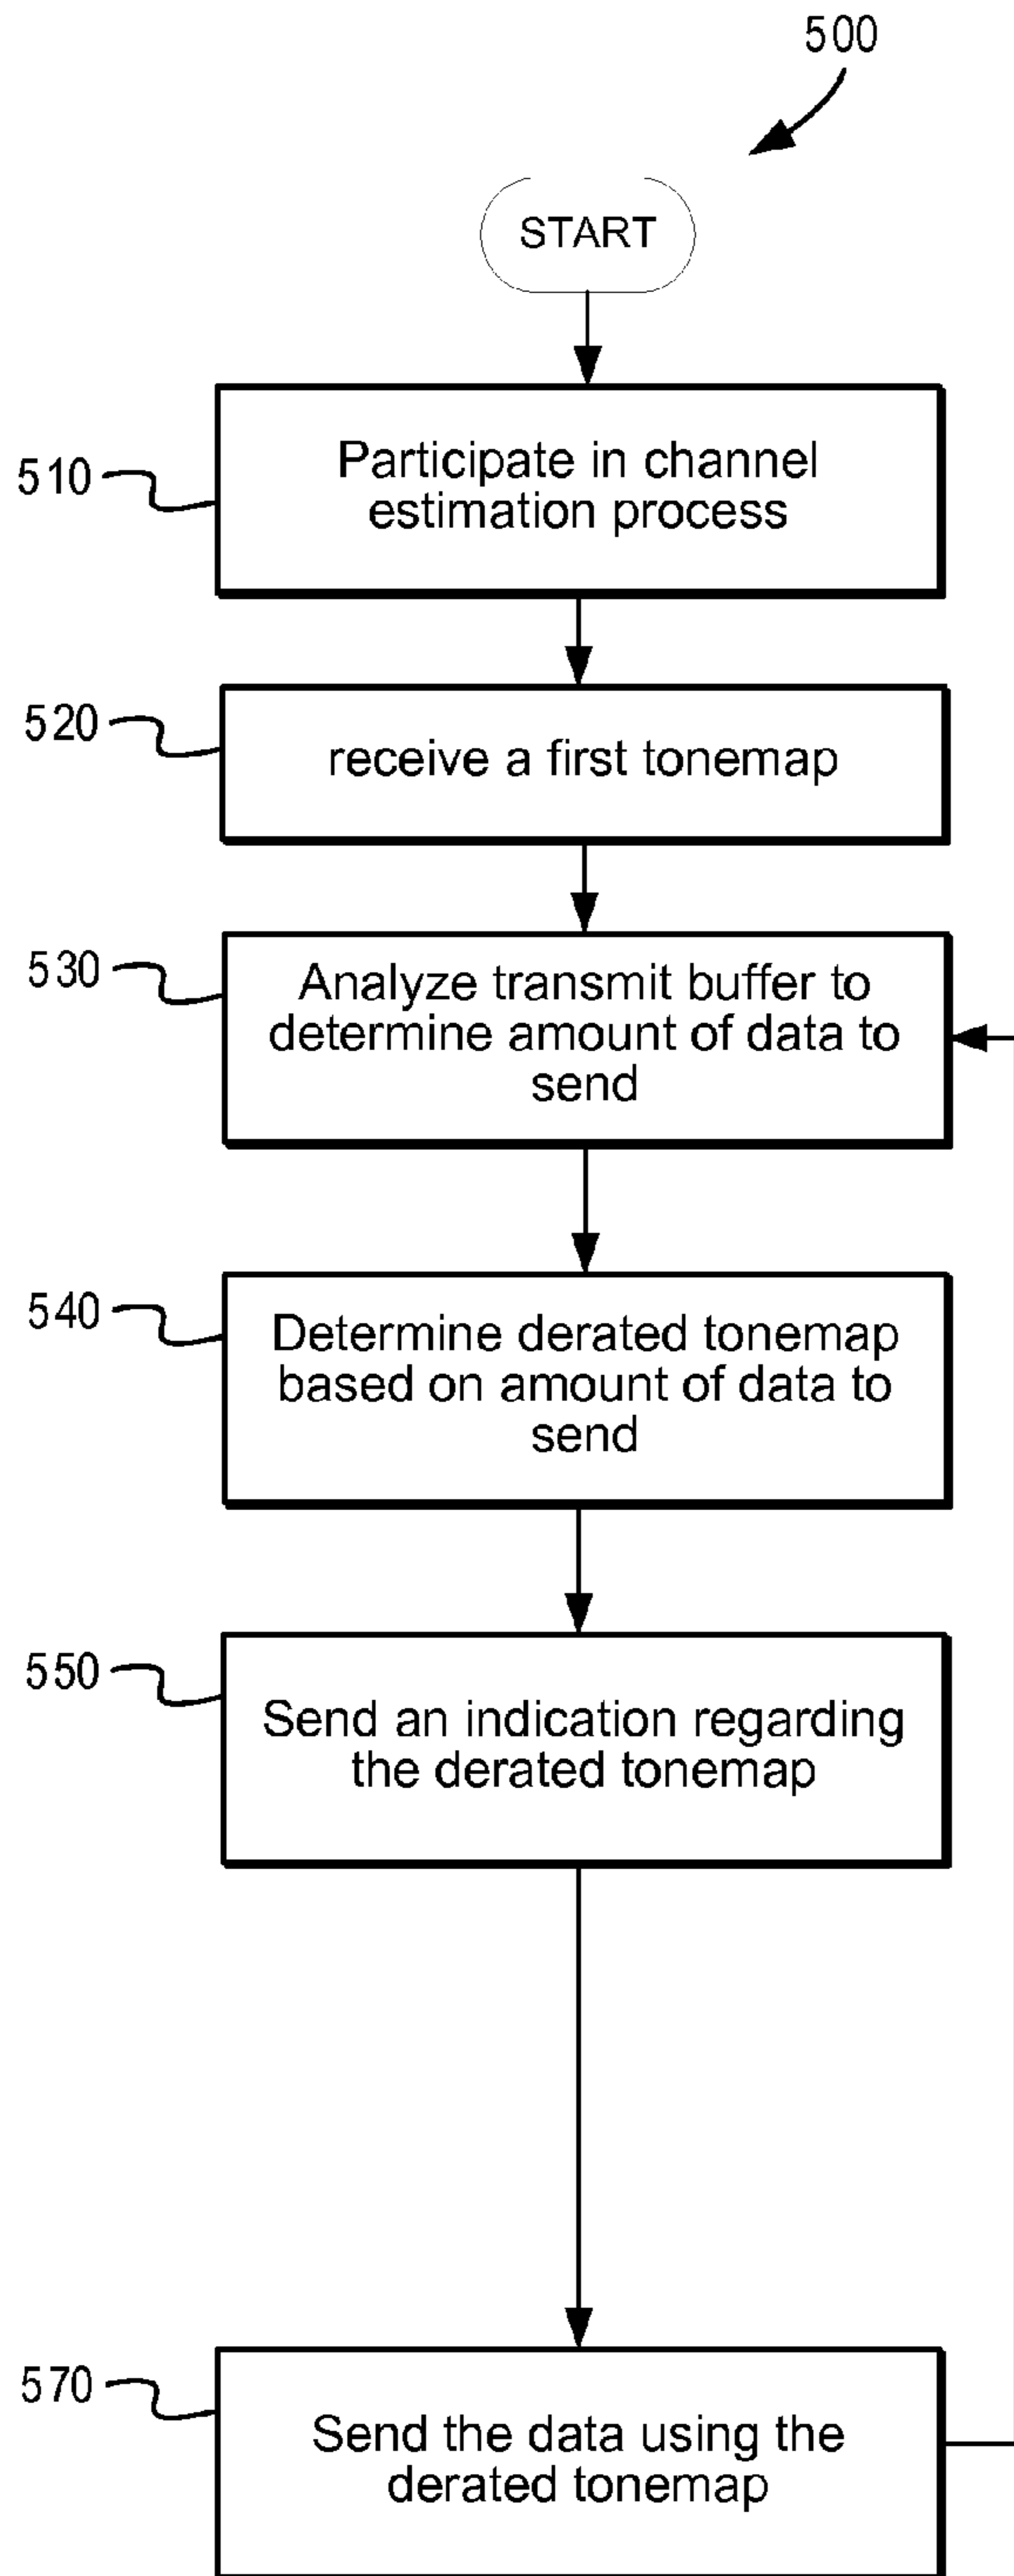 500
START
510
Participate in channel
estimation process
520
receive a first tonemap
530
Analyze transmit buffer to
determine amount of data to
send
540
Determine derated tonemap
based on amount of data to
send
550
Send an indication regarding
the derated tonemap
570
Send the data using the
derated tonemap